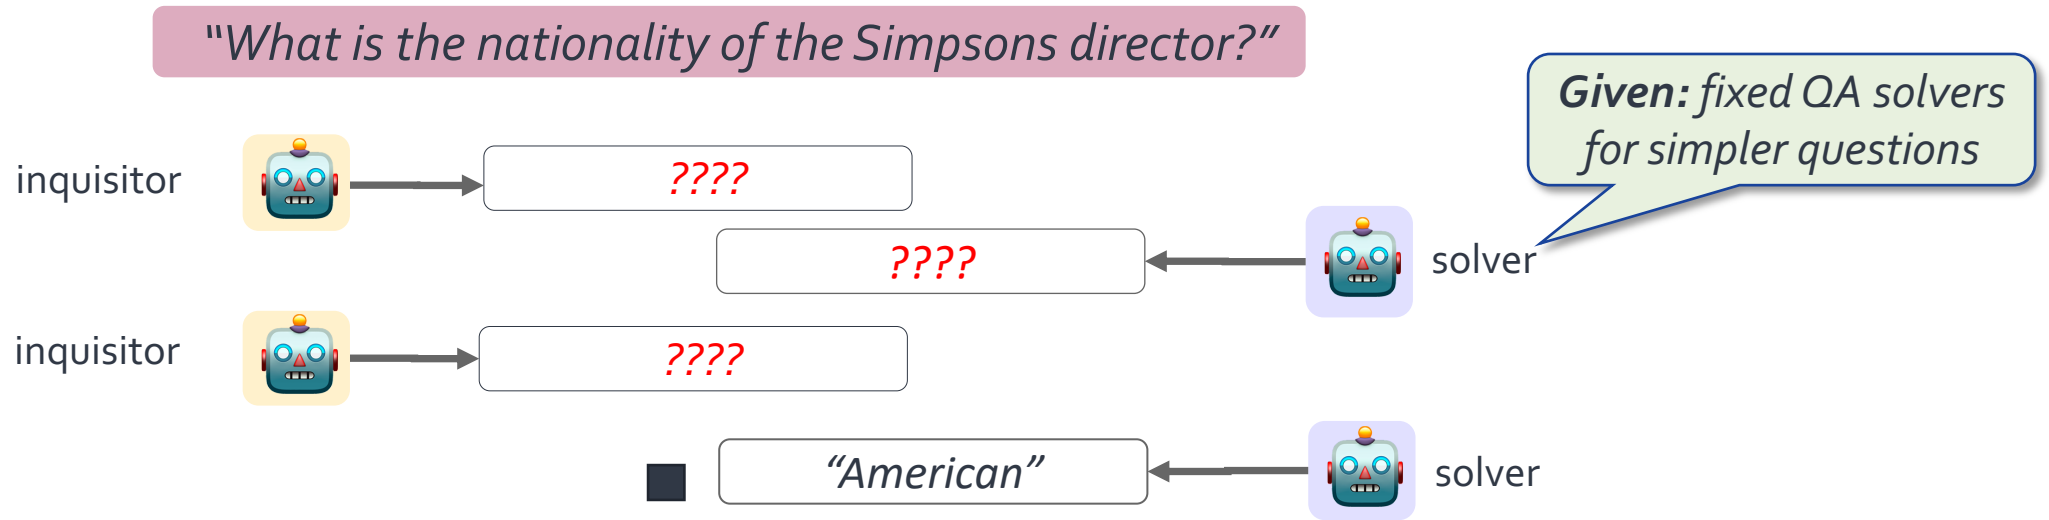 “What is the nationality of the Simpsons director?”
Given: fixed QA solvers
for simpler questions
inquisitor
????
????
solver
inquisitor
????
“American”
solver